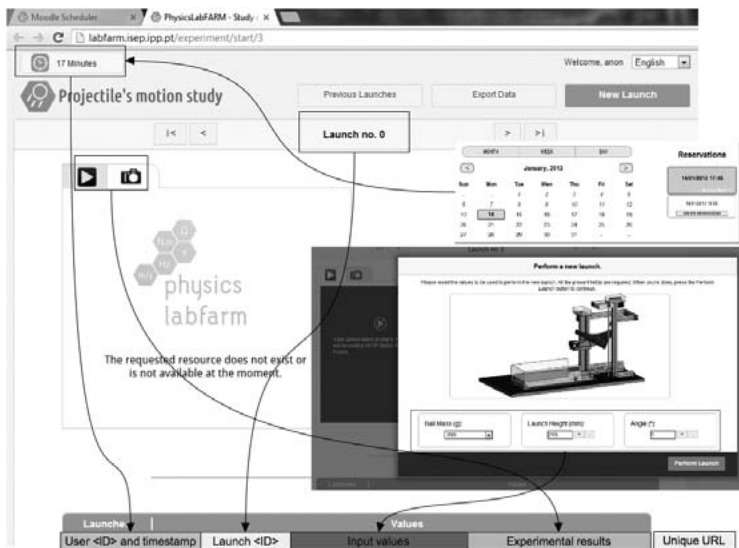 Moodle Scheduler
PhysicsLabFARM - Study
labfarm.isep.ipp.pt/experiment/start/3
17 Minutes
Welcome, anon
English
Projectile's motion study
Previous Launches
Export Data
New Launch
|<
<
Launch no. 0
>
>|
MONTH
WEEK
DAY
January, 2013
Reservations
Sun Mon Tue Wed Thu Fri Sat
1 2 3 4 5
6 7 8 9 10 11 12
13 14 15 16 17 18 19
20 21 22 23 24 25 26
27 28 29 30 31
physics
labfarm
The requested resource does not exist or
is not available at the moment.
Perform a new launch.
Ball Mass (g):
Launch Height (mm):
Angle (°):
Perform Launch
Launches
Values
User <ID> and timestamp
Launch <ID>
Input values
Experimental results
Unique URL